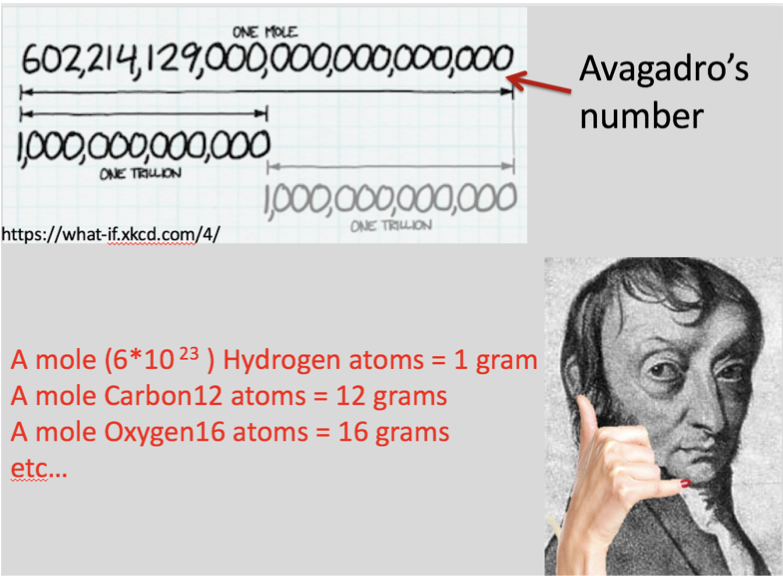 ONE MOLE
602,214,129,000,000,000,000,000
Avagadro's
number
1,000,000,000,000
ONE TRILLION
1,000,000,000,000
ONE TRILLION
https://what-if.xkcd.com/4/
A mole (6*10 23 ) Hydrogen atoms = 1 gram
A mole Carbon12 atoms = 12 grams
A mole Oxygen16 atoms = 16 grams
etc...